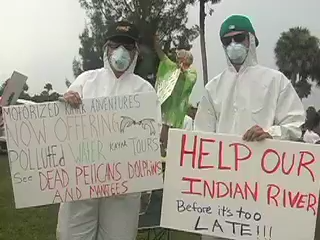 MOTORIZED KAYAK ADVENTURES
NOW OFFERING
POLLUTED WATER KAYAK TOURS
See DEAD PELICANS DOLPHINS
AND MANATEES
HELP OUR
INDIAN RIVER
Before it's too
LATE!!!